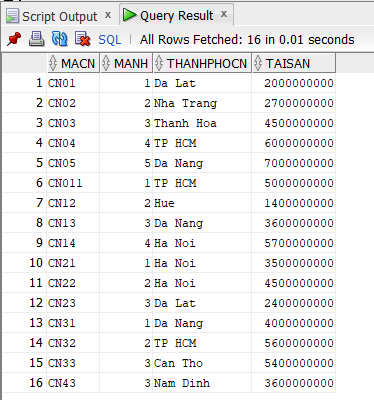 Script Output x Query Result x
SQL | All Rows Fetched: 16 in 0.01 seconds
MACN MANH THANHPHOCN TAISAN
1 CN01 1 Da Lat 2000000000
2 CN02 2 Nha Trang 2700000000
3 CN03 3 Thanh Hoa 4500000000
4 CN04 4 TP HCM 6000000000
5 CN05 5 Da Nang 7000000000
6 CN011 1 TP HCM 5000000000
7 CN12 2 Hue 1400000000
8 CN13 3 Da Nang 3600000000
9 CN14 4 Ha Noi 5700000000
10 CN21 1 Ha Noi 3500000000
11 CN22 2 Ha Noi 4500000000
12 CN23 3 Da Lat 2400000000
13 CN31 1 Da Nang 4000000000
14 CN32 2 TP HCM 5600000000
15 CN33 3 Can Tho 5400000000
16 CN43 3 Nam Dinh 3600000000